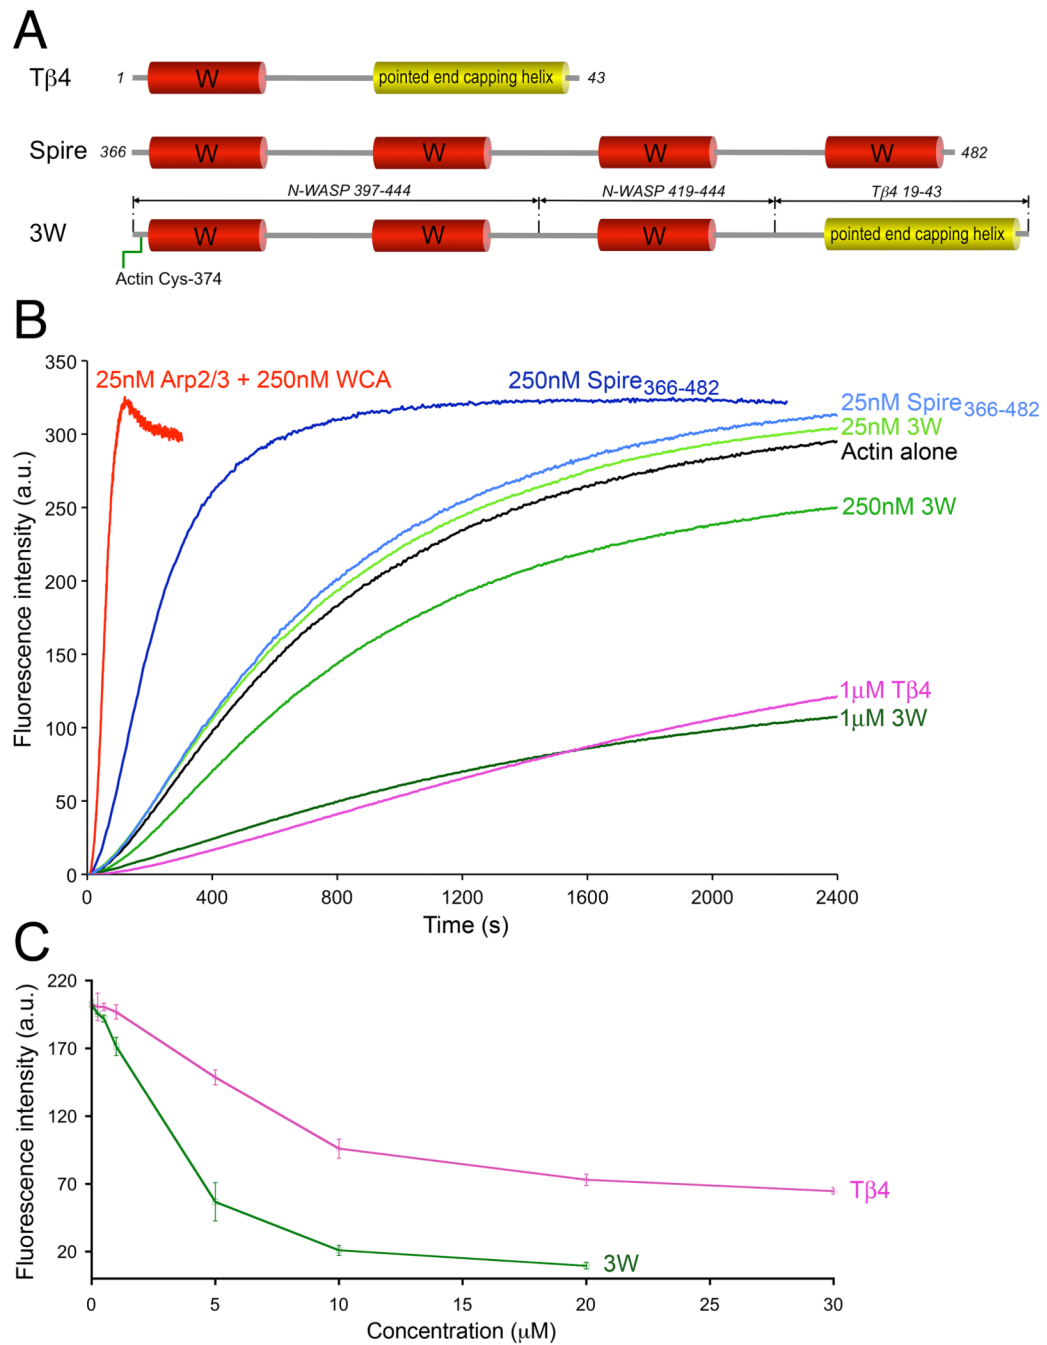 A
Tβ4 1 W pointed end capping helix 43
Spire 366 W W W W 482
N-WASP 397-444 N-WASP 419-444 Tβ4 19-43
3W W W W pointed end capping helix
Actin Cys-374
B
350
300
250
200
150
100
50
0
Fluorescence intensity (a.u.)
25nM Arp2/3 + 250nM WCA
250nM Spire366-482
25nM Spire366-482
25nM 3W
Actin alone
250nM 3W
1μM Tβ4
1μM 3W
0 400 800 1200 1600 2000 2400
Time (s)
C
220
170
120
70
20
Fluorescence intensity (a.u.)
Tβ4
3W
0 5 10 15 20 25 30
Concentration (μM)